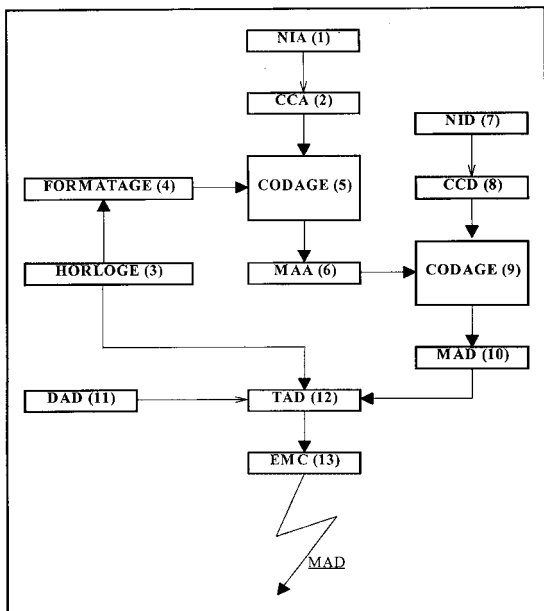 NIA (1)
CCA (2)
NID (7)
FORMATAGE (4)
CODAGE (5)
CCD (8)
HORLOGE (3)
MAA (6)
CODAGE (9)
MAD (10)
DAD (11)
TAD (12)
EMC (13)
MAD